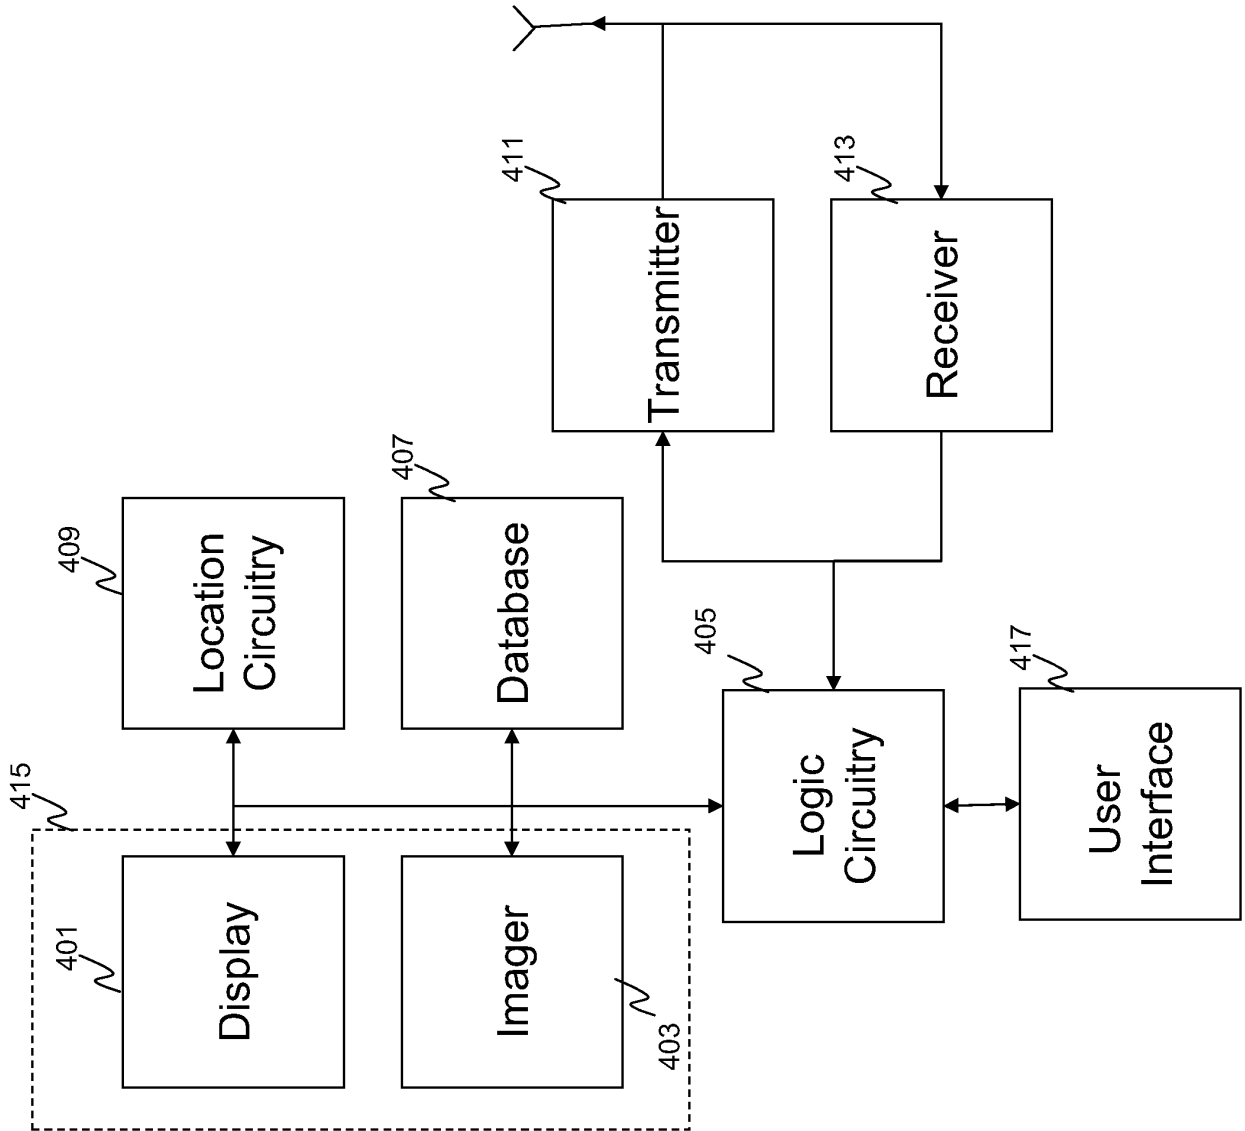 415
401
Display
403
Imager
409
Location
Circuitry
407
Database
405
Logic
Circuitry
417
User
Interface
411
Transmitter
413
Receiver